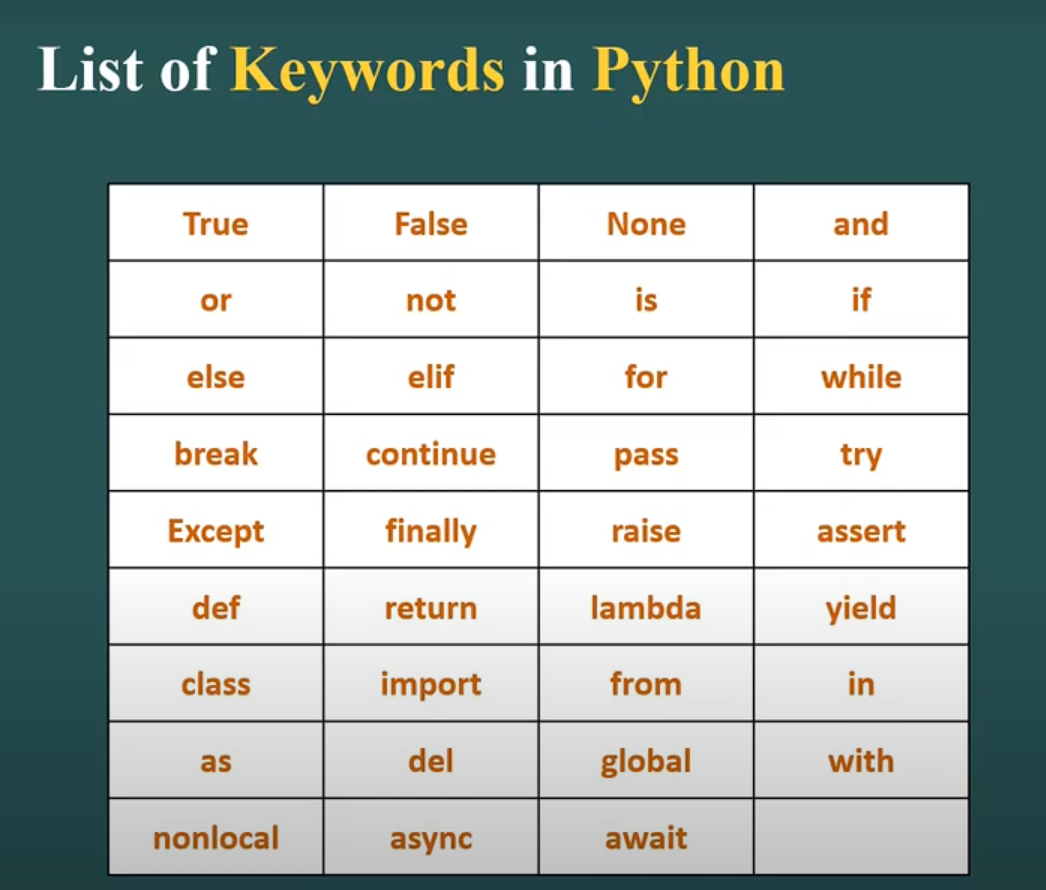 List of Keywords in Python
True False None and
or not is if
else elif for while
break continue pass try
Except finally raise assert
def return lambda yield
class import from in
as del global with
nonlocal async await